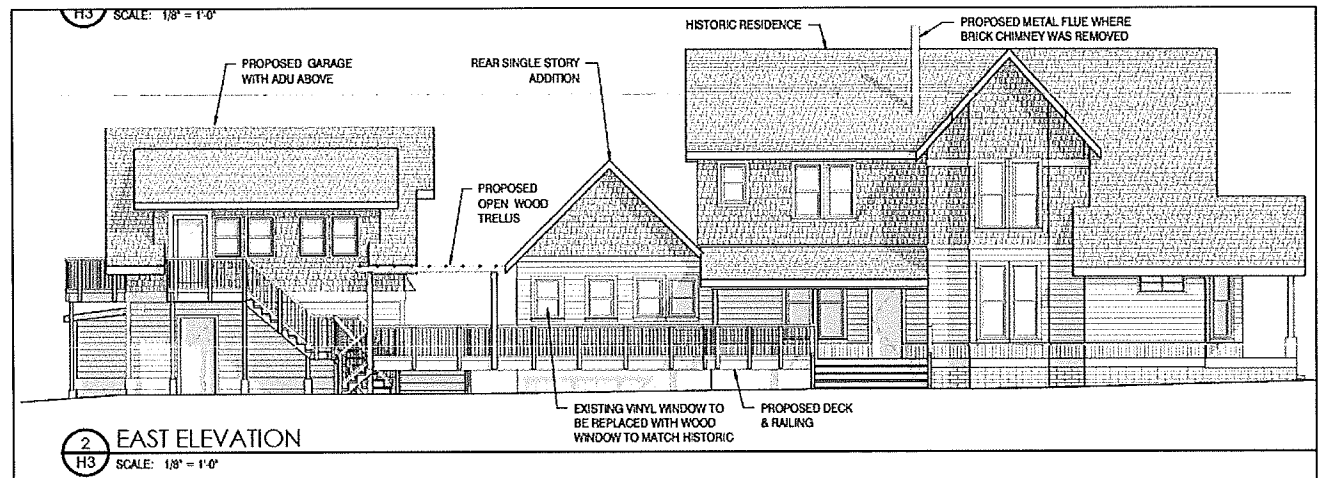 H3 SCALE: 1/8" = 1'-0"
HISTORIC RESIDENCE
PROPOSED METAL FLUE WHERE
BRICK CHIMNEY WAS REMOVED
PROPOSED GARAGE
WITH ADU ABOVE
REAR SINGLE STORY
ADDITION
PROPOSED
OPEN WOOD
TRELLIS
EXISTING VINYL WINDOW TO
BE REPLACED WITH WOOD
WINDOW TO MATCH HISTORIC
PROPOSED DECK
& RAILING
2 EAST ELEVATION
H3 SCALE: 1/8" = 1'-0"